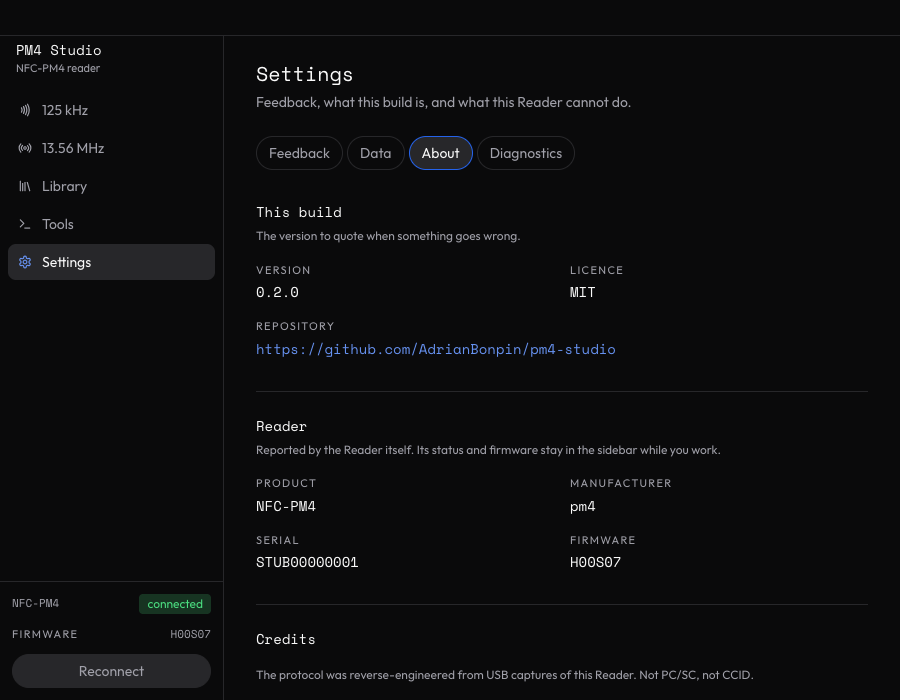 PM4 Studio
NFC-PM4 reader
125 kHz
13.56 MHz
Library
Tools
Settings
NFC-PM4
connected
FIRMWARE
H00S07
Reconnect
Settings
Feedback, what this build is, and what this Reader cannot do.
Feedback
Data
About
Diagnostics
This build
The version to quote when something goes wrong.
VERSION
0.2.0
LICENCE
MIT
REPOSITORY
https://github.com/AdrianBonpin/pm4-studio
Reader
Reported by the Reader itself. Its status and firmware stay in the sidebar while you work.
PRODUCT
NFC-PM4
MANUFACTURER
pm4
SERIAL
STUB00000001
FIRMWARE
H00S07
Credits
The protocol was reverse-engineered from USB captures of this Reader. Not PC/SC, not CCID.